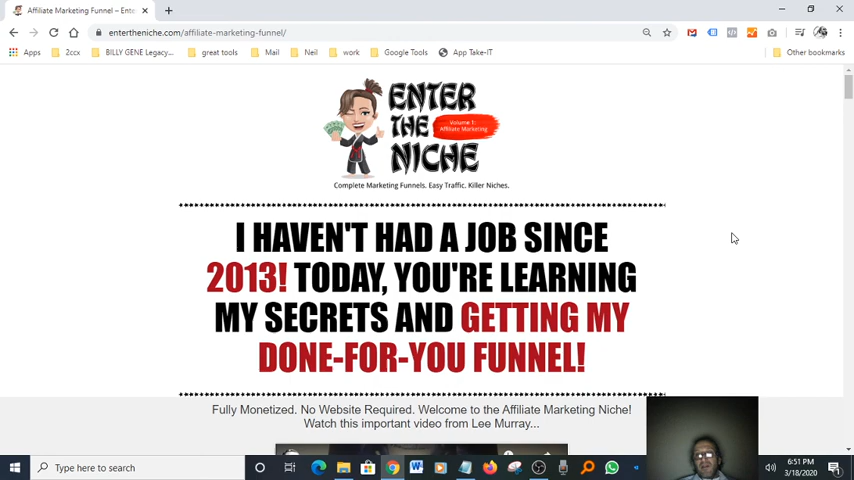 Affiliate Marketing Funnel – Ente
entertheniche.com/affiliate-marketing-funnel/
Apps
2ccx
BILLY GENE Legacy...
great tools
Mail
Neil
work
Google Tools
App Take-IT
Other bookmarks
ENTER
THE
NICHE
Volume 1:
Affiliate Marketing
Complete Marketing Funnels. Easy Traffic. Killer Niches.
I HAVEN'T HAD A JOB SINCE
2013! TODAY, YOU'RE LEARNING
MY SECRETS AND GETTING MY
DONE-FOR-YOU FUNNEL!
Fully Monetized. No Website Required. Welcome to the Affiliate Marketing Niche!
Watch this important video from Lee Murray...
Type here to search
6:51 PM
3/18/2020